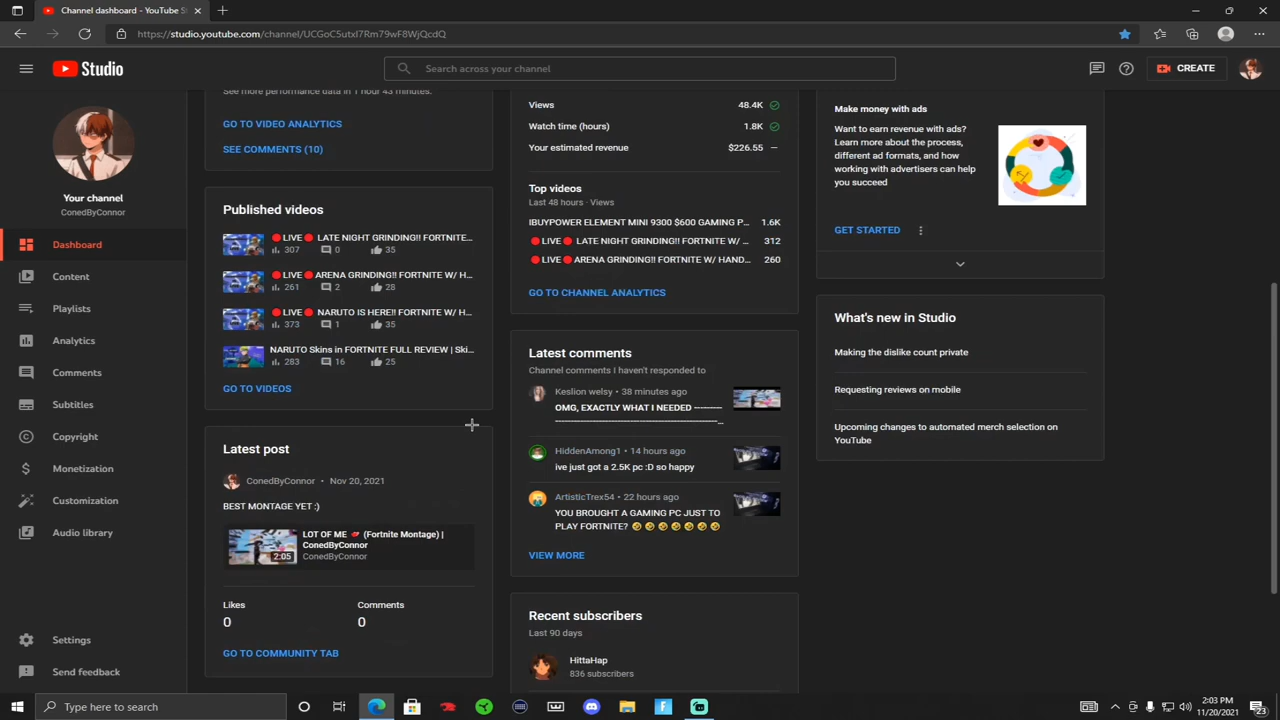 Channel dashboard - YouTube S
https://studio.youtube.com/channel/UCGoC5utxI7Rm79wF8WjQcdQ
Studio
Search across your channel
CREATE
Your channel
ConedByConnor
Dashboard
Content
Playlists
Analytics
Comments
Subtitles
Copyright
Monetization
Customization
Audio library
Settings
Send feedback
See more performance data in 1 hour 43 minutes.
GO TO VIDEO ANALYTICS
SEE COMMENTS (10)
Published videos
🔴LIVE🔴 LATE NIGHT GRINDING!! FORTNITE...
307 0 35
🔴LIVE🔴 ARENA GRINDING!! FORTNITE W/ H...
261 2 28
🔴LIVE🔴 NARUTO IS HERE!! FORTNITE W/ H...
373 1 35
NARUTO Skins in FORTNITE FULL REVIEW | Ski...
283 16 25
GO TO VIDEOS
Latest post
ConedByConnor • Nov 20, 2021
BEST MONTAGE YET :)
2:05
LOT OF ME 💋 (Fortnite Montage) |
ConedByConnor
ConedByConnor
Likes Comments
0 0
GO TO COMMUNITY TAB
Views 48.4K
Watch time (hours) 1.8K
Your estimated revenue $226.55 —
Top videos
Last 48 hours · Views
IBUYPOWER ELEMENT MINI 9300 $600 GAMING P... 1.6K
🔴LIVE🔴 LATE NIGHT GRINDING!! FORTNITE W/ ... 312
🔴LIVE🔴 ARENA GRINDING!! FORTNITE W/ HAND... 260
GO TO CHANNEL ANALYTICS
Latest comments
Channel comments I haven't responded to
Keslion welsy • 38 minutes ago
OMG, EXACTLY WHAT I NEEDED ----------
---------------------------------------------...
HiddenAmong1 • 14 hours ago
ive just got a 2.5K pc :D so happy
ArtisticTrex54 • 22 hours ago
YOU BROUGHT A GAMING PC JUST TO
PLAY FORTNITE? 🤣 🤣 🤣 🤣 🤣 🤣 🤣
VIEW MORE
Recent subscribers
Last 90 days
HittaHap
836 subscribers
Make money with ads
Want to earn revenue with ads?
Learn more about the process,
different ad formats, and how
working with advertisers can help
you succeed
GET STARTED
What's new in Studio
Making the dislike count private
Requesting reviews on mobile
Upcoming changes to automated merch selection on
YouTube
Type here to search
2:03 PM
11/20/2021
23